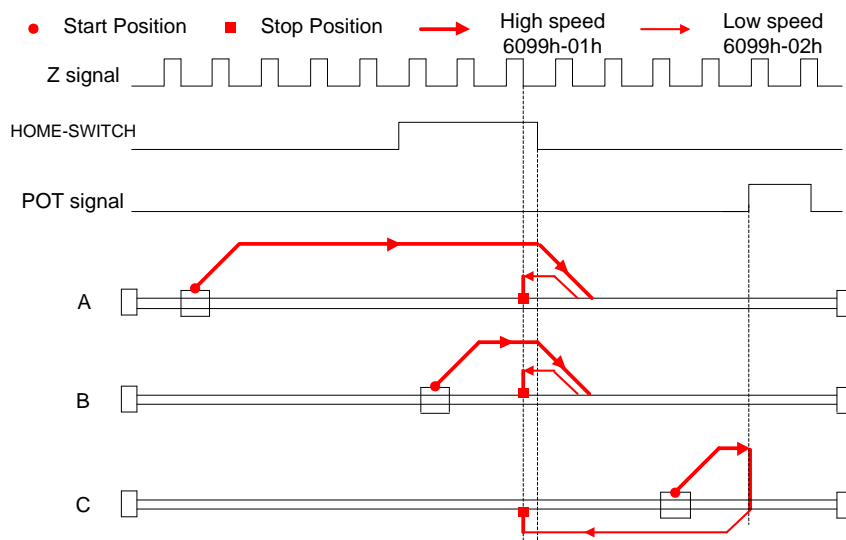 Start Position
Stop Position
High speed
6099h-01h
Low speed
6099h-02h
Z signal
HOME-SWITCH
POT signal
A
B
C